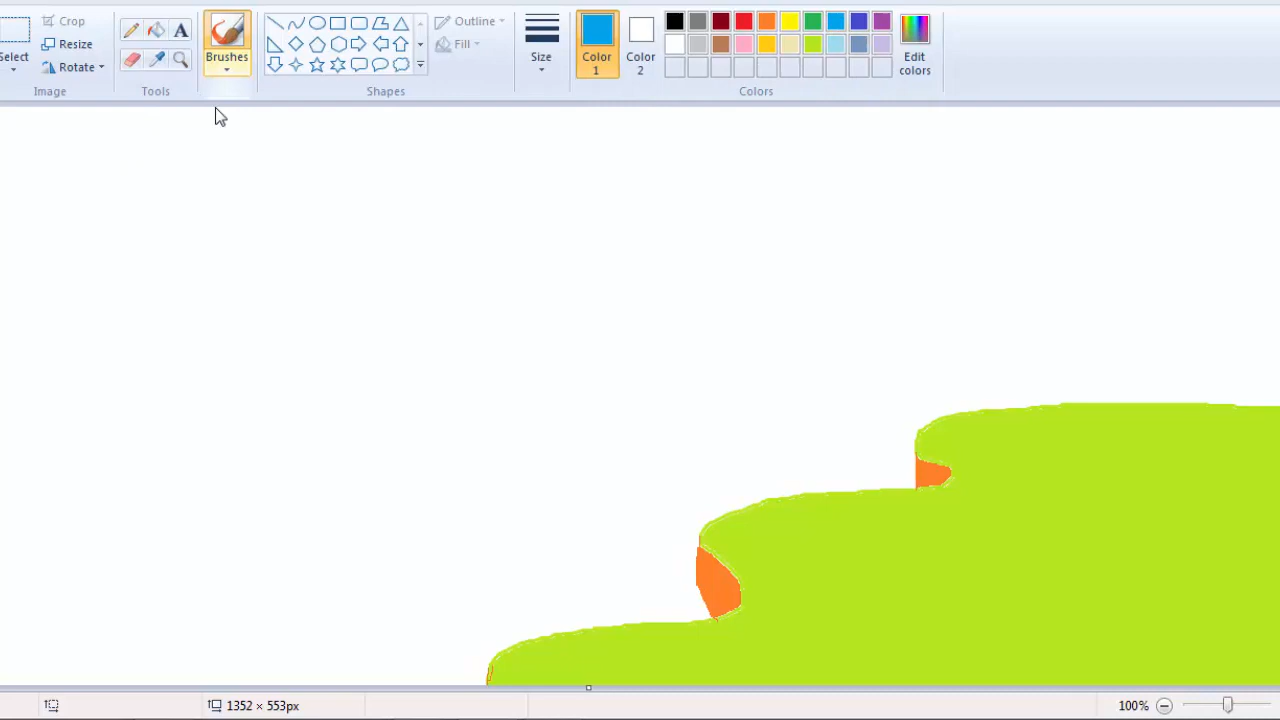 Crop
Outline
Select
Resize
Brushes
Size
Color 1
Color 2
Edit colors
Fill
Rotate
Image
Tools
Shapes
Colors
1352 × 553px
100%